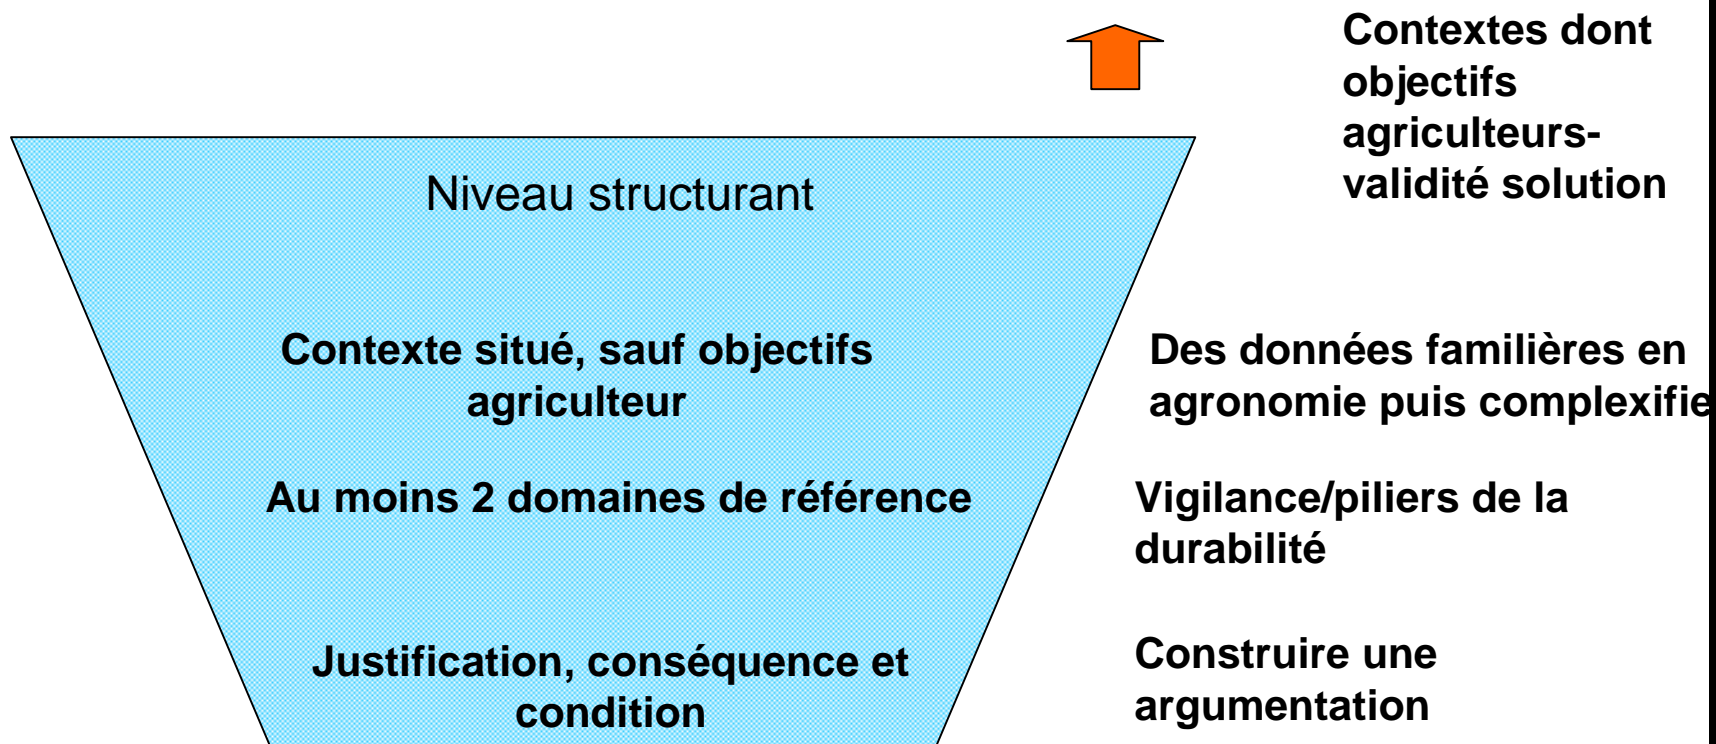 Contextes dont
objectifs
agriculteurs-
validité solution
Niveau structurant
Contexte situé, sauf objectifs
agriculteur
Des données familières en
agronomie puis complexifie
Au moins 2 domaines de référence
Vigilance/piliers de la
durabilité
Justification, conséquence et
condition
Construire une
argumentation